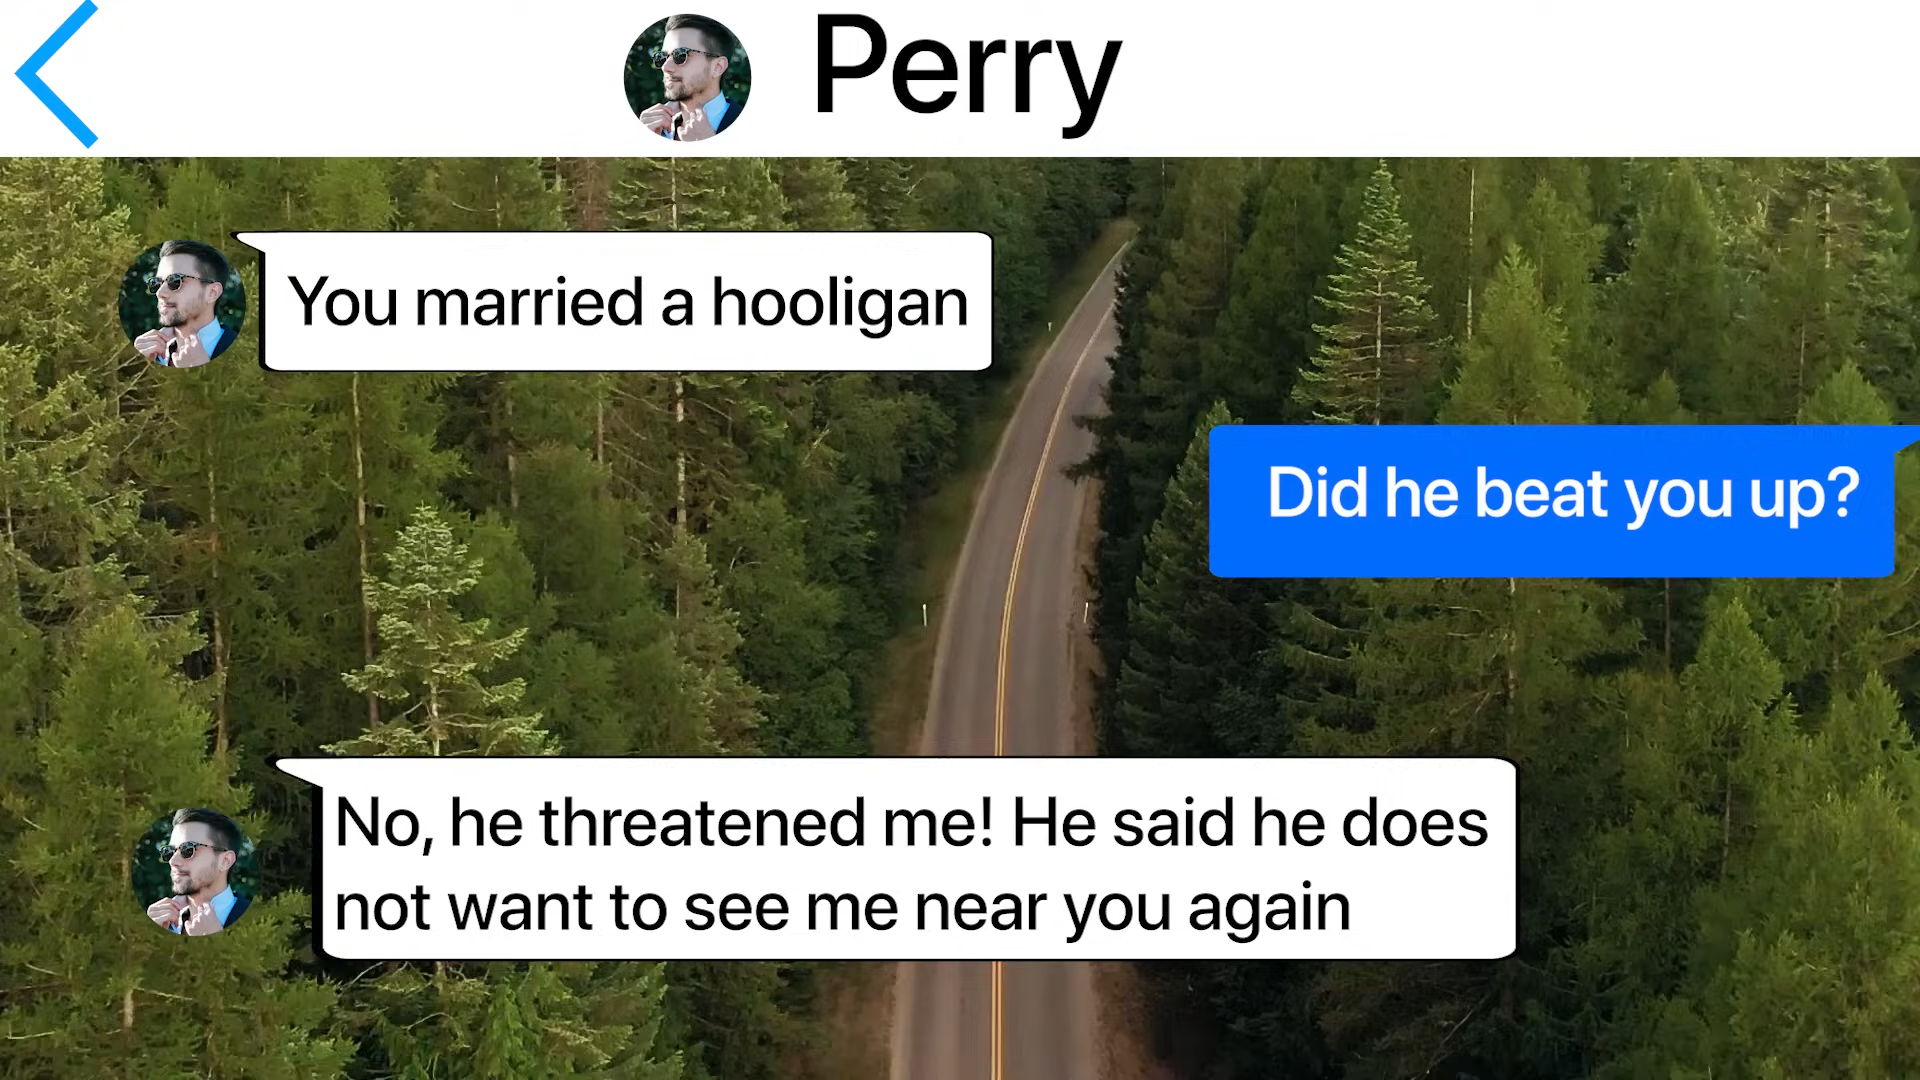 Perry
You married a hooligan
Did he beat you up?
No, he threatened me! He said he does
not want to see me near you again